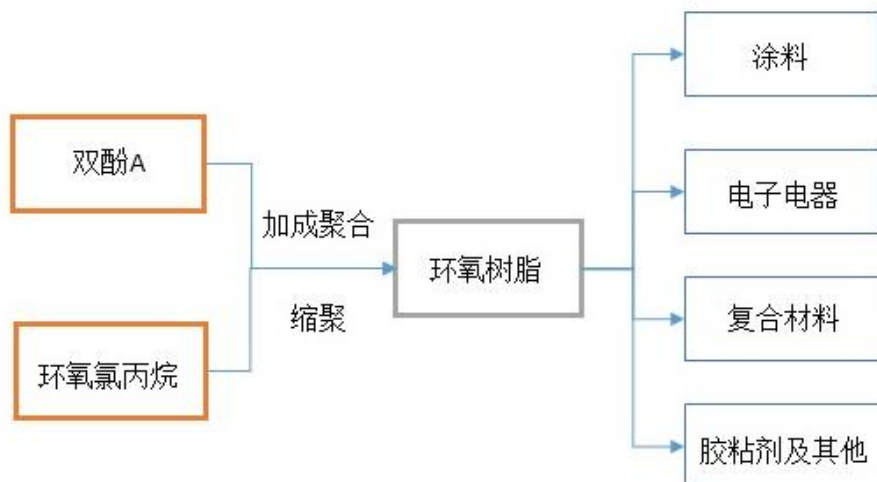 双酚A
环氧氯丙烷
加成聚合
缩聚
环氧树脂
涂料
电子电器
复合材料
胶粘剂及其他